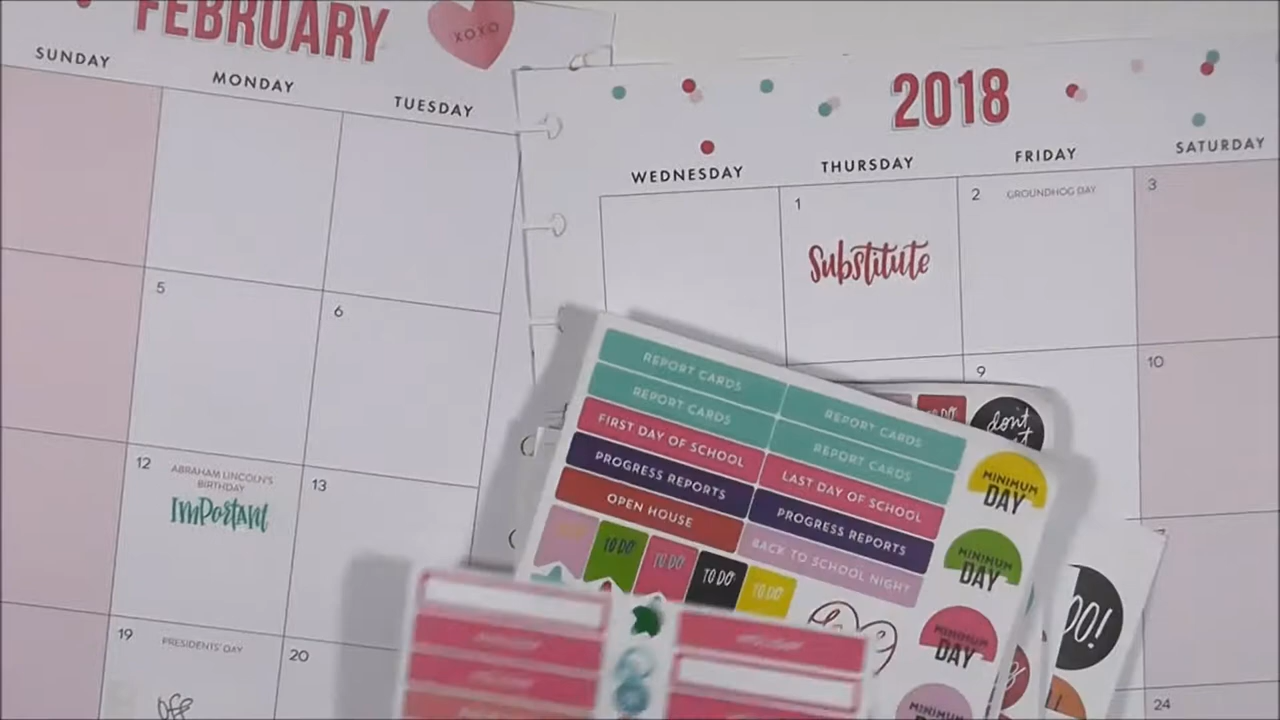 FEBRUARY
XOXO
2018
SUNDAY
MONDAY
TUESDAY
WEDNESDAY
THURSDAY
FRIDAY
SATURDAY
1
Substitute
2 GROUNDHOG DAY
3
5
6
9
10
12 ABRAHAM LINCOLN'S
BIRTHDAY
Important
13
19 PRESIDENTS' DAY
off
20
24
REPORT CARDS
REPORT CARDS
REPORT CARDS
REPORT CARDS
FIRST DAY OF SCHOOL
LAST DAY OF SCHOOL
PROGRESS REPORTS
PROGRESS REPORTS
OPEN HOUSE
BACK TO SCHOOL NIGHT
TO DO
TO DO
TO DO
TO DO
MINIMUM
DAY
MINIMUM
DAY
MINIMUM
DAY
MINIMUM
DAY
don't
TO DO